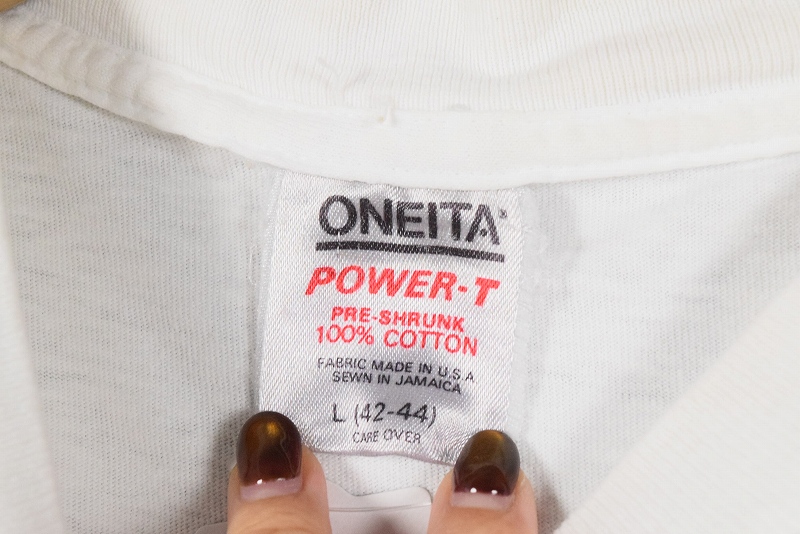 ONEITA®
POWER-T
PRE-SHRUNK
100% COTTON
FABRIC MADE IN U.S.A
SEWN IN JAMAICA
L (42-44)
CARE OVER